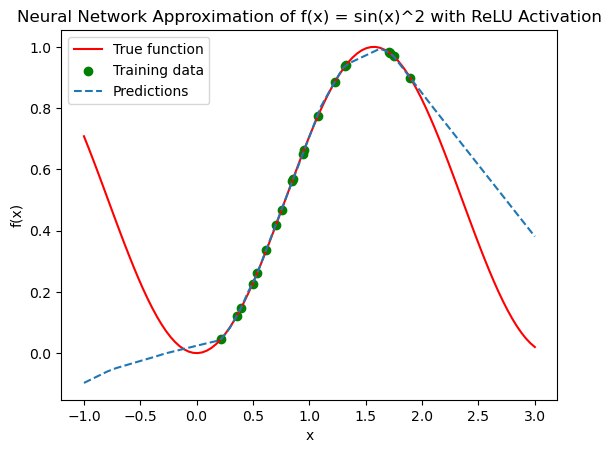 Neural Network Approximation of f(x) = sin(x)^2 with ReLU Activation
True function
Training data
Predictions
f(x)
1.0
0.8
0.6
0.4
0.2
0.0
−1.0 −0.5 0.0 0.5 1.0 1.5 2.0 2.5 3.0
x